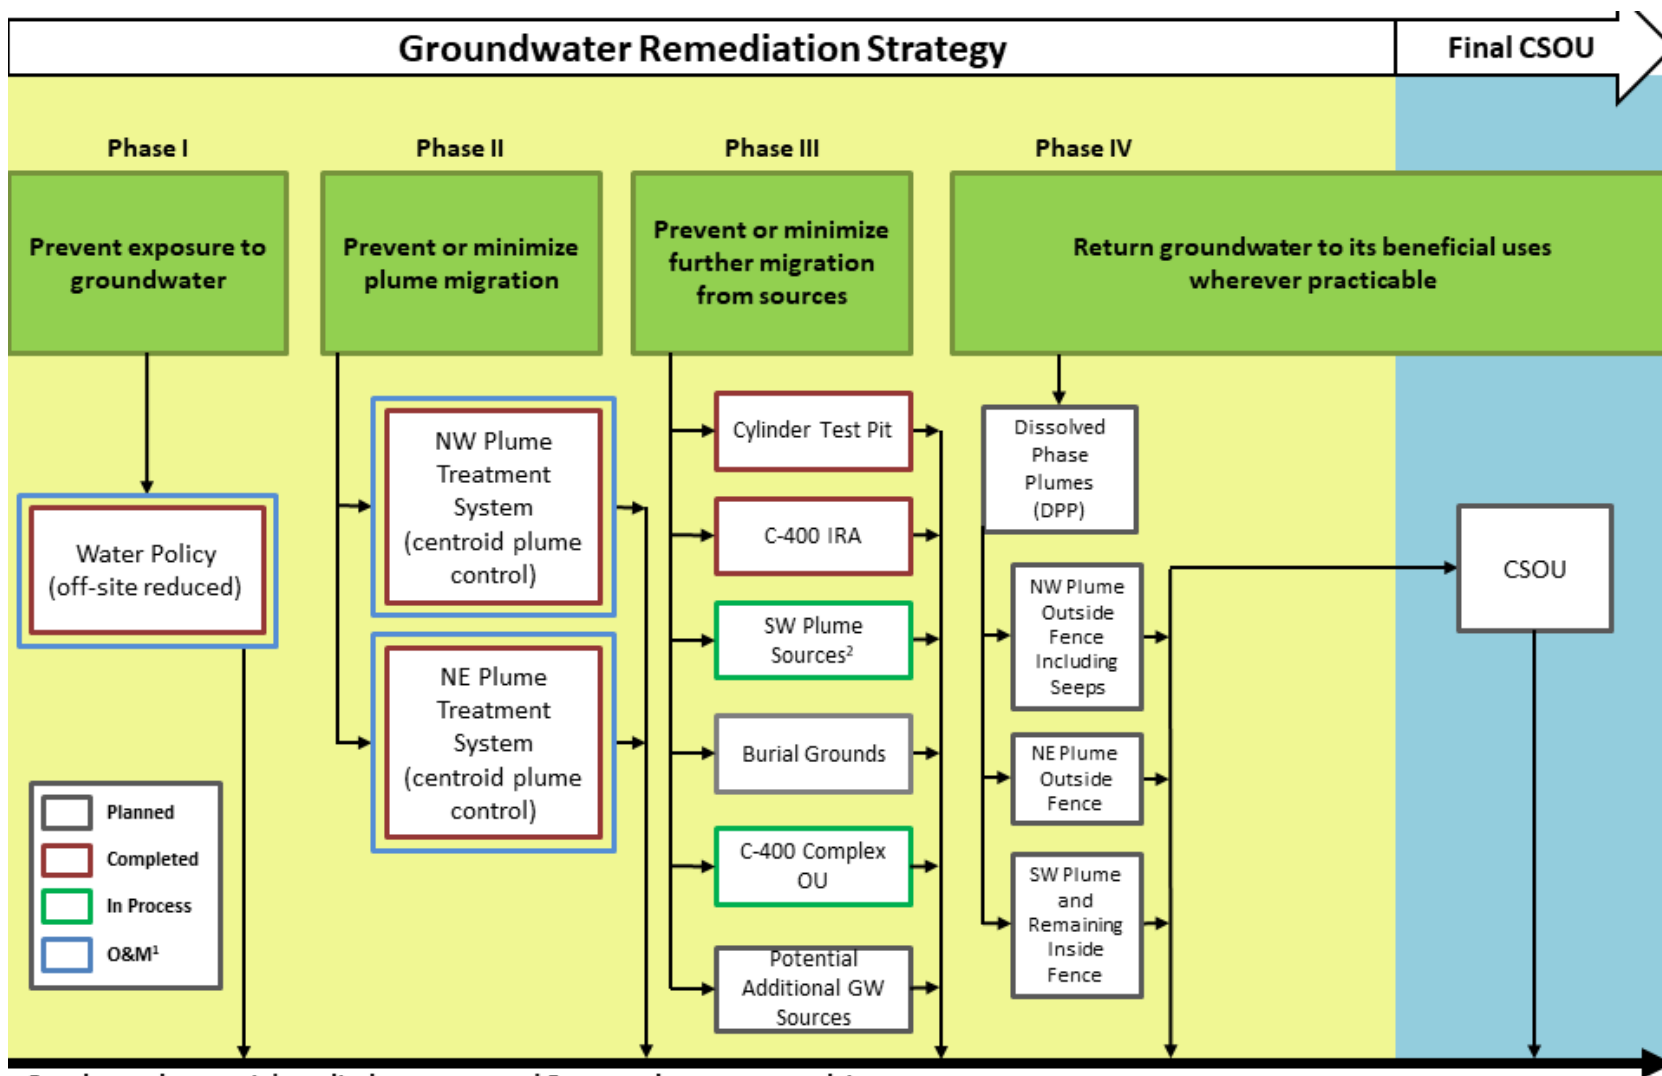 Groundwater Remediation Strategy
Final CSOU
Phase I
Phase II
Phase III
Phase IV
Prevent exposure to
groundwater
Prevent or minimize
plume migration
Prevent or minimize
further migration
from sources
Return groundwater to its beneficial uses
wherever practicable
Water Policy
(off-site reduced)
NW Plume
Treatment
System
(centroid plume
control)
NE Plume
Treatment
System
(centroid plume
control)
Cylinder Test Pit
C-400 IRA
SW Plume
Sources²
Burial Grounds
C-400 Complex
OU
Potential
Additional GW
Sources
Dissolved
Phase
Plumes
(DPP)
NW Plume
Outside
Fence
Including
Seeps
NE Plume
Outside
Fence
SW Plume
and
Remaining
Inside
Fence
CSOU
Planned
Completed
In Process
O&M¹